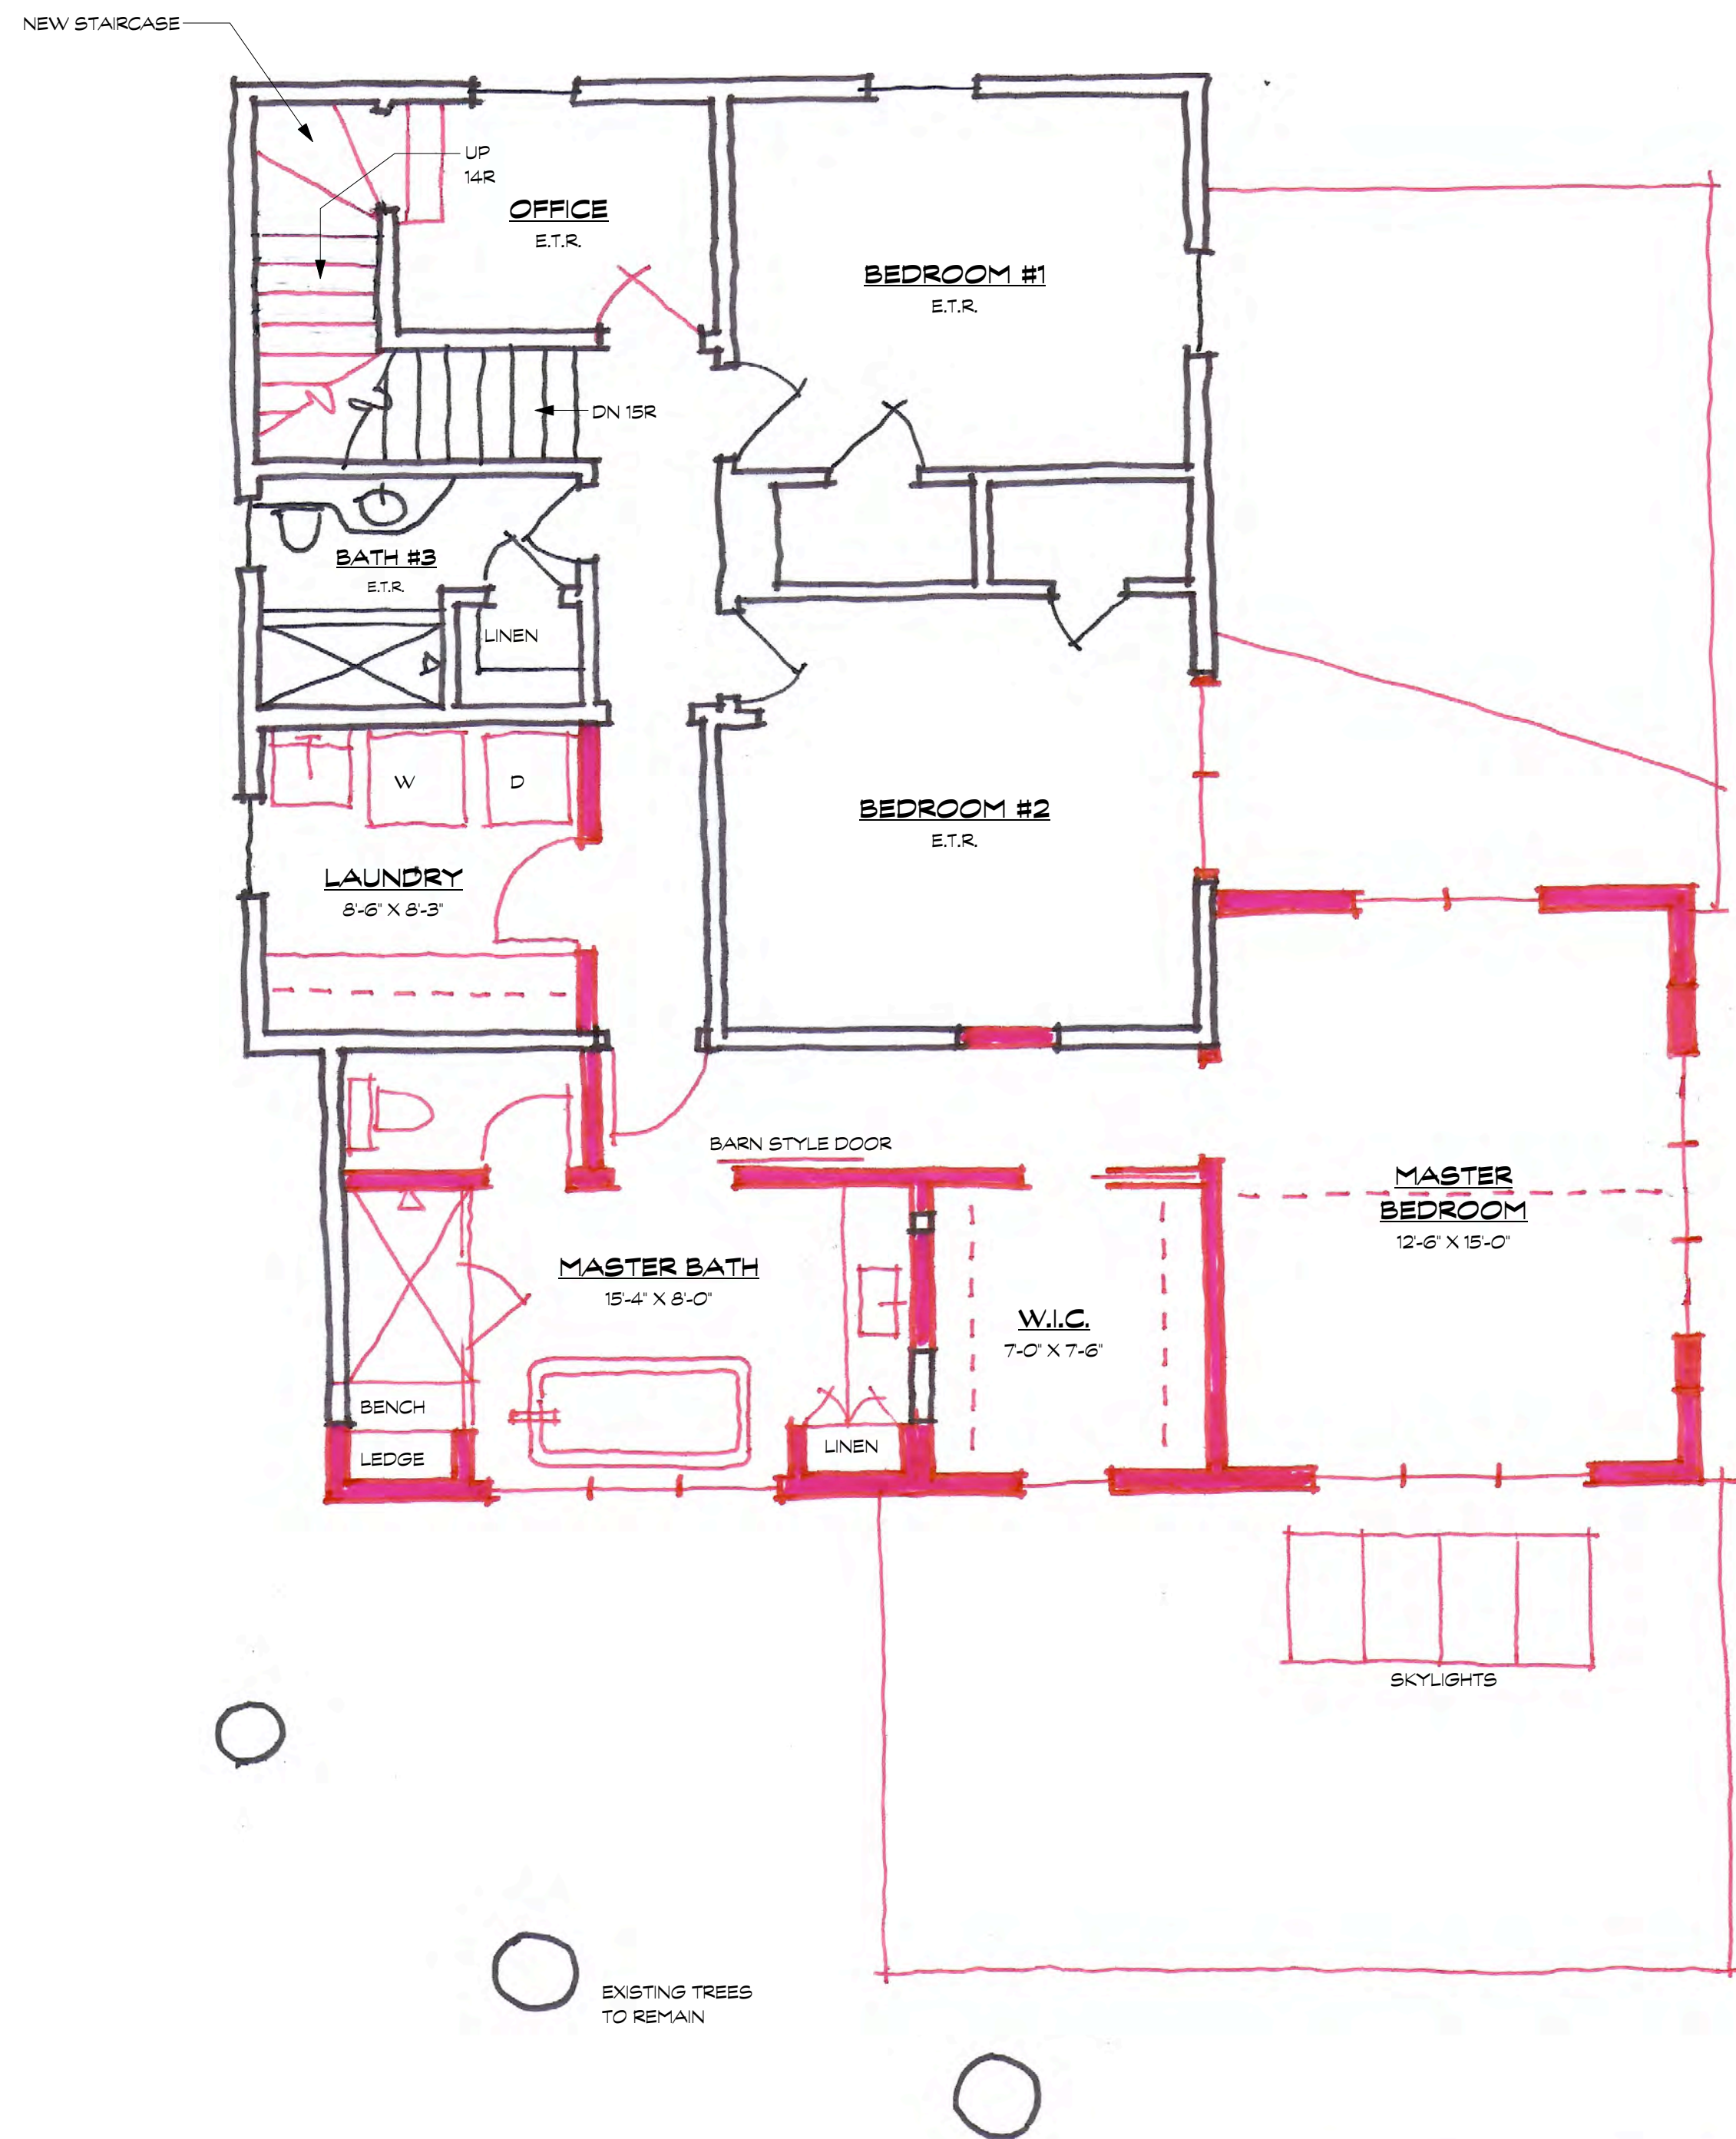 NEW STAIRCASE
UP
14R
OFFICE
E.T.R.
BEDROOM #1
E.T.R.
DN 15R
BATH #3
E.T.R.
LINEN
W
D
LAUNDRY
8'-6" X 8'-3"
BEDROOM #2
E.T.R.
BARN STYLE DOOR
MASTER
BEDROOM
12'-6" X 15'-0"
MASTER BATH
15'-4" X 8'-0"
W.I.C.
7'-0" X 7'-6"
BENCH
LEDGE
LINEN
SKYLIGHTS
EXISTING TREES
TO REMAIN